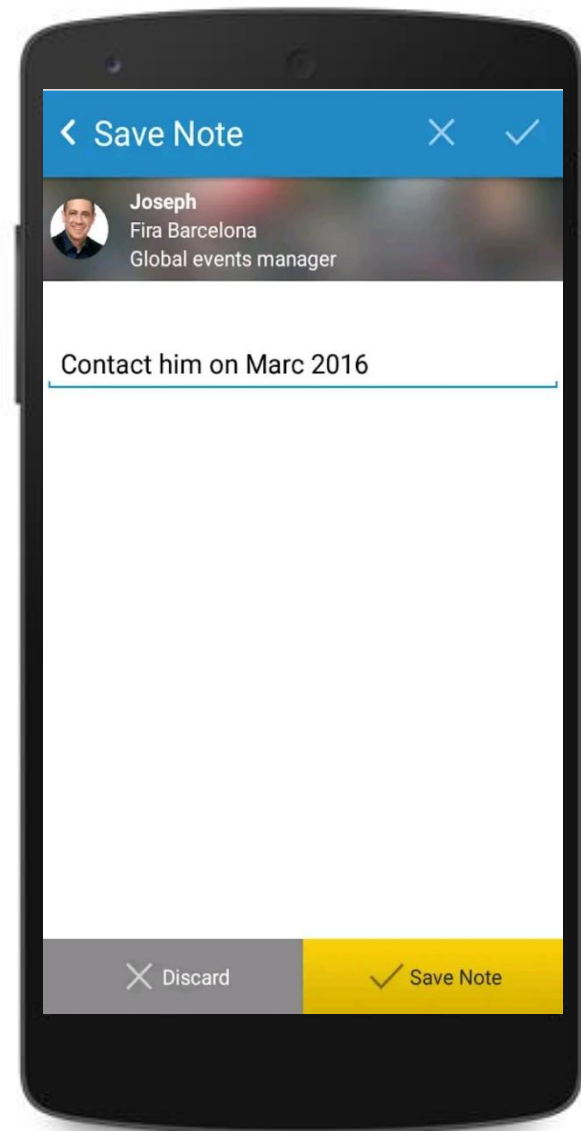 Save Note
Joseph
Fira Barcelona
Global events manager
Contact him on Marc 2016
Discard
Save Note